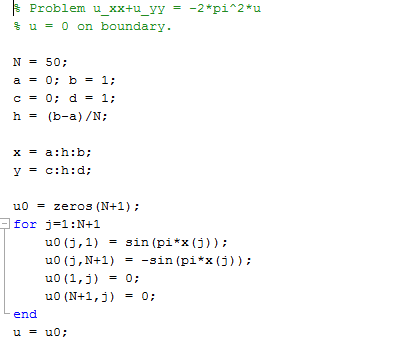 % Problem u_xx+u_yy = -2*pi^2*u
% u = 0 on boundary.
N = 50;
a = 0; b = 1;
c = 0; d = 1;
h = (b-a)/N;
x = a:h:b;
y = c:h:d;
u0 = zeros(N+1);
for j=1:N+1
u0(j,1) = sin(pi*x(j));
u0(j,N+1) = -sin(pi*x(j));
u0(1,j) = 0;
u0(N+1,j) = 0;
end
u = u0;